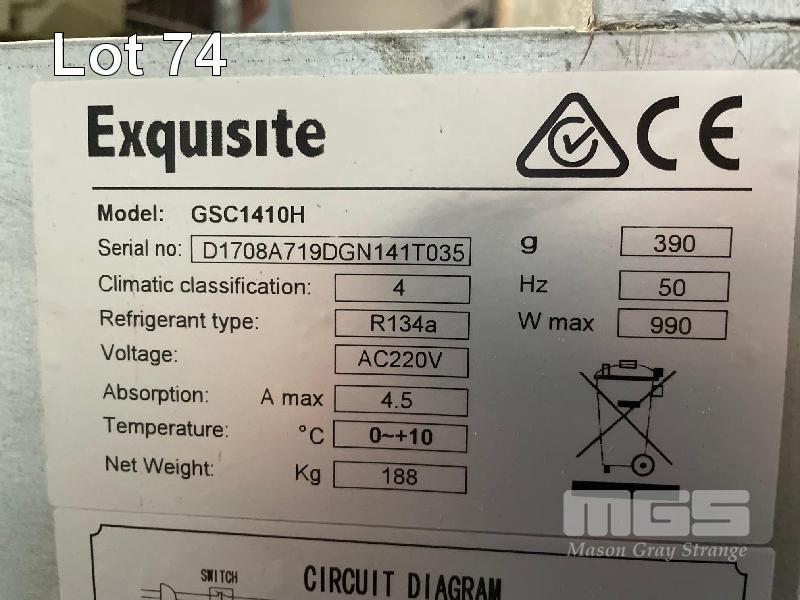 Lot 74
Exquisite
CE
Model: GSC1410H
Serial no: D1708A719DGN141T035 g 390
Climatic classification: 4 Hz 50
Refrigerant type: R134a W max 990
Voltage: AC220V
Absorption: A max 4.5
Temperature: °C 0~+10
Net Weight: Kg 188
MGS
Mason Gray Strange
SWITCH
CIRCUIT DIAGRAM